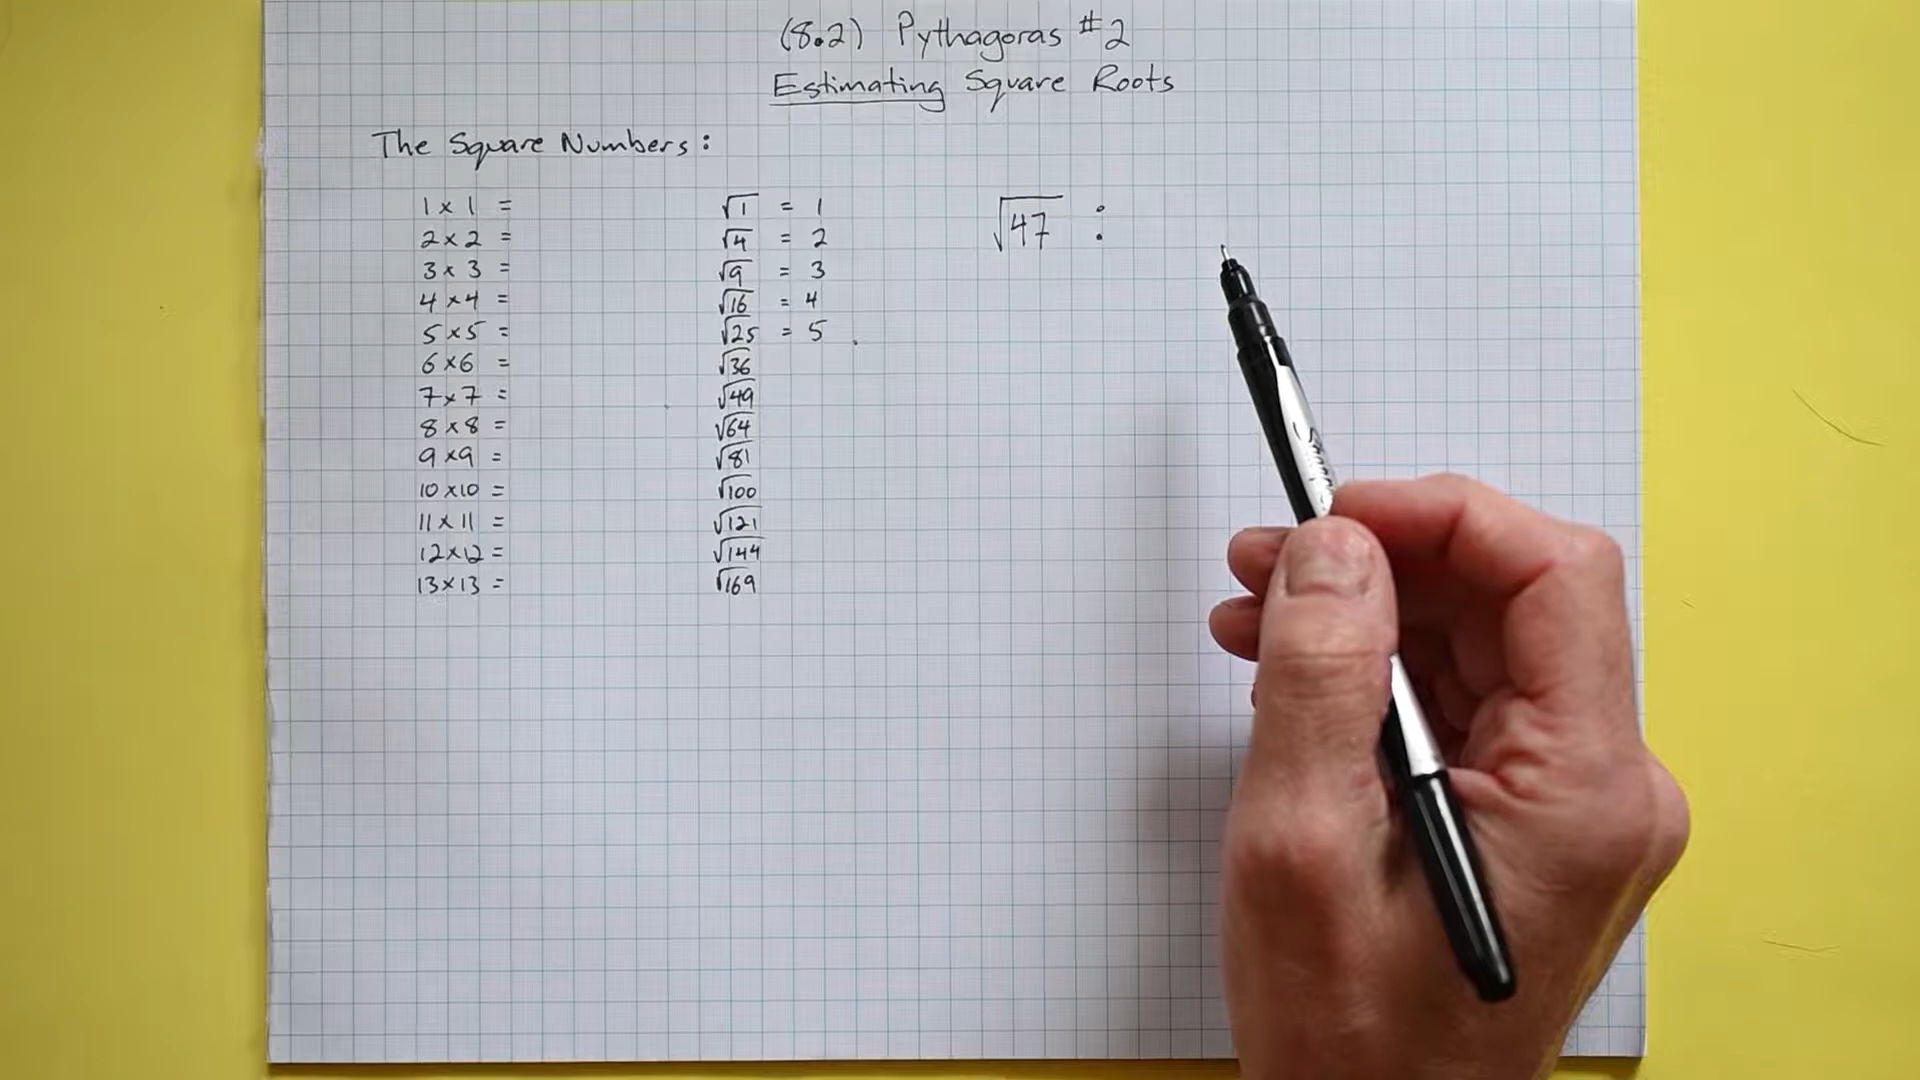 (8.2) Pythagoras #2
Estimating Square Roots
The Square Numbers:
1 x 1 =
2 x 2 =
3 x 3 =
4 x 4 =
5 x 5 =
6 x 6 =
7 x 7 =
8 x 8 =
9 x 9 =
10 x 10 =
11 x 11 =
12 x 12 =
13 x 13 =
√1 = 1
√4 = 2
√9 = 3
√16 = 4
√25 = 5
√36
√49
√64
√81
√100
√121
√144
√169
√47 :